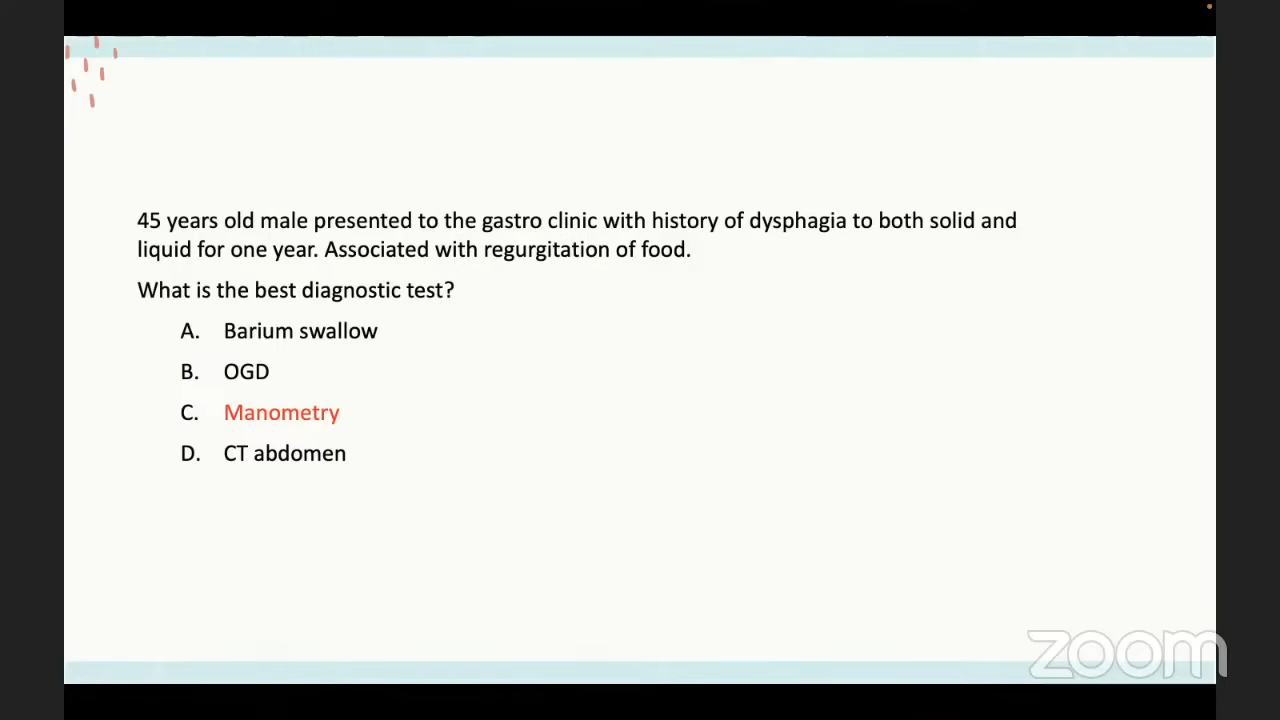 45 years old male presented to the gastro clinic with history of dysphagia to both solid and
liquid for one year. Associated with regurgitation of food.
What is the best diagnostic test?
A. Barium swallow
B. OGD
C. Manometry
D. CT abdomen
zoom